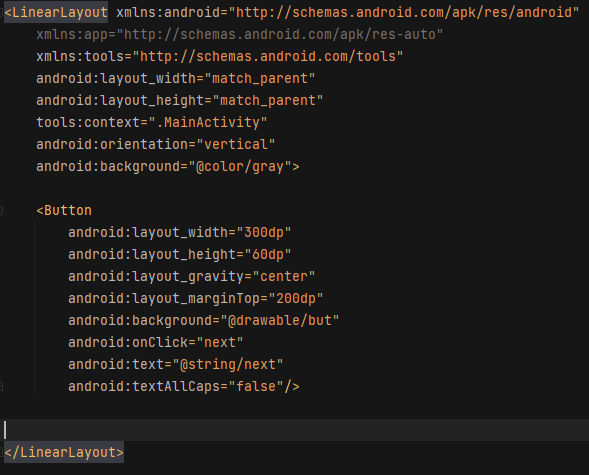 <LinearLayout xmlns:android="http://schemas.android.com/apk/res/android"
xmlns:app="http://schemas.android.com/apk/res-auto"
xmlns:tools="http://schemas.android.com/tools"
android:layout_width="match_parent"
android:layout_height="match_parent"
tools:context=".MainActivity"
android:orientation="vertical"
android:background="@color/gray">
<Button
android:layout_width="300dp"
android:layout_height="60dp"
android:layout_gravity="center"
android:layout_marginTop="200dp"
android:background="@drawable/but"
android:onClick="next"
android:text="@string/next"
android:textAllCaps="false"/>
</LinearLayout>